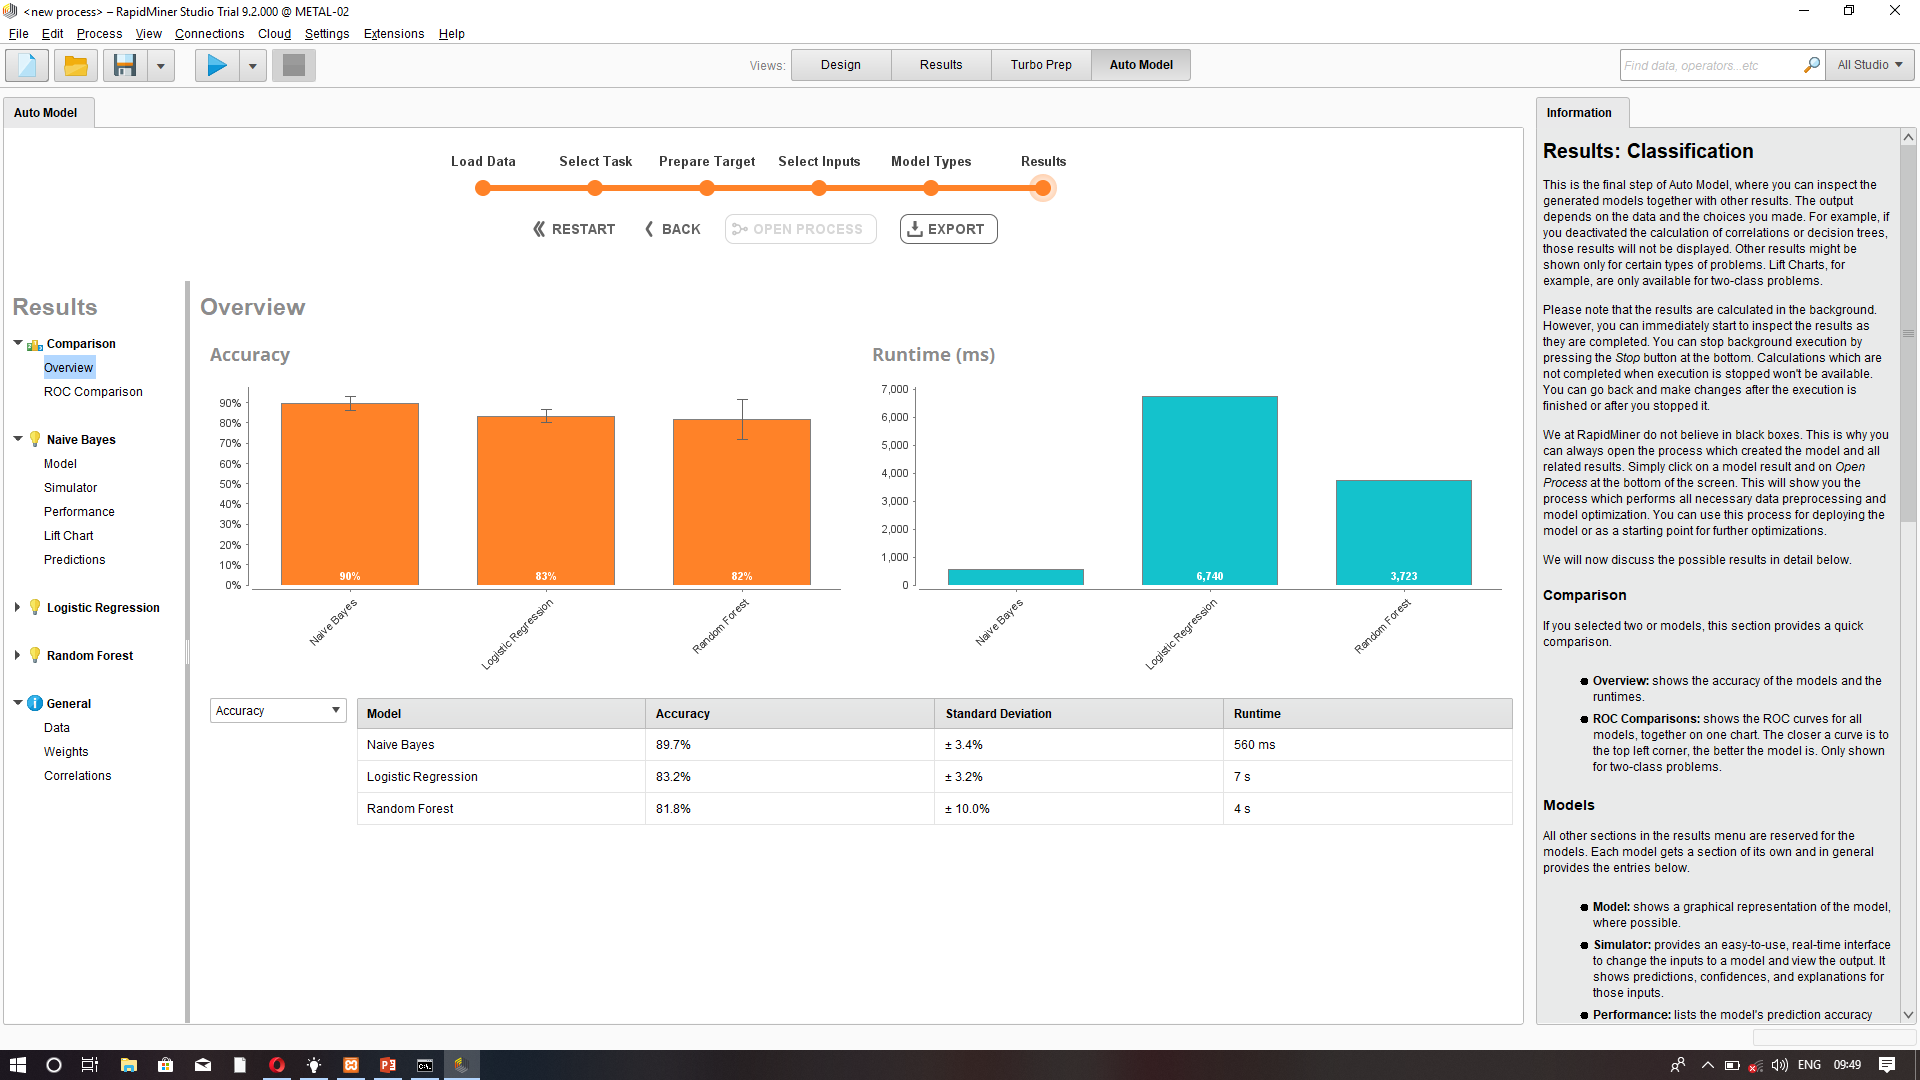 <new process> – RapidMiner Studio Trial 9.2.000 @ METAL-02
File Edit Process View Connections Cloud Settings Extensions Help
Views: Design Results Turbo Prep Auto Model
Find data, operators...etc
All Studio
Auto Model
Load Data Select Task Prepare Target Select Inputs Model Types Results
RESTART BACK OPEN PROCESS EXPORT
Results
Comparison
Overview
ROC Comparison
Naive Bayes
Model
Simulator
Performance
Lift Chart
Predictions
Logistic Regression
Random Forest
General
Data
Weights
Correlations
Overview
Accuracy
90%
80%
70%
60%
50%
40%
30%
20%
10%
0%
90% 83% 82%
Naive Bayes
Logistic Regression
Random Forest
Runtime (ms)
7,000
6,000
5,000
4,000
3,000
2,000
1,000
0
6,740 3,723
Naive Bayes
Logistic Regression
Random Forest
Accuracy
Model Accuracy Standard Deviation Runtime
Naive Bayes 89.7% ± 3.4% 560 ms
Logistic Regression 83.2% ± 3.2% 7 s
Random Forest 81.8% ± 10.0% 4 s
Information
Results: Classification
This is the final step of Auto Model, where you can inspect the
generated models together with other results. The output
depends on the data and the choices you made. For example, if
you deactivated the calculation of correlations or decision trees,
those results will not be displayed. Other results might be
shown only for certain types of problems. Lift Charts, for
example, are only available for two-class problems.
Please note that the results are calculated in the background.
However, you can immediately start to inspect the results as
they are completed. You can stop background execution by
pressing the Stop button at the bottom. Calculations which are
not completed when execution is stopped won't be available.
You can go back and make changes after the execution is
finished or after you stopped it.
We at RapidMiner do not believe in black boxes. This is why you
can always open the process which created the model and all
related results. Simply click on a model result and on Open
Process at the bottom of the screen. This will show you the
process which performs all necessary data preprocessing and
model optimization. You can use this process for deploying the
model or as a starting point for further optimizations.
We will now discuss the possible results in detail below.
Comparison
If you selected two or models, this section provides a quick
comparison.
● Overview: shows the accuracy of the models and the
runtimes.
● ROC Comparisons: shows the ROC curves for all
models, together on one chart. The closer a curve is to
the top left corner, the better the model is. Only shown
for two-class problems.
Models
All other sections in the results menu are reserved for the
models. Each model gets a section of its own and in general
provides the entries below.
● Model: shows a graphical representation of the model,
where possible.
● Simulator: provides an easy-to-use, real-time interface
to change the inputs to a model and view the output. It
shows predictions, confidences, and explanations for
those inputs.
● Performance: lists the model's prediction accuracy
ENG 09:49